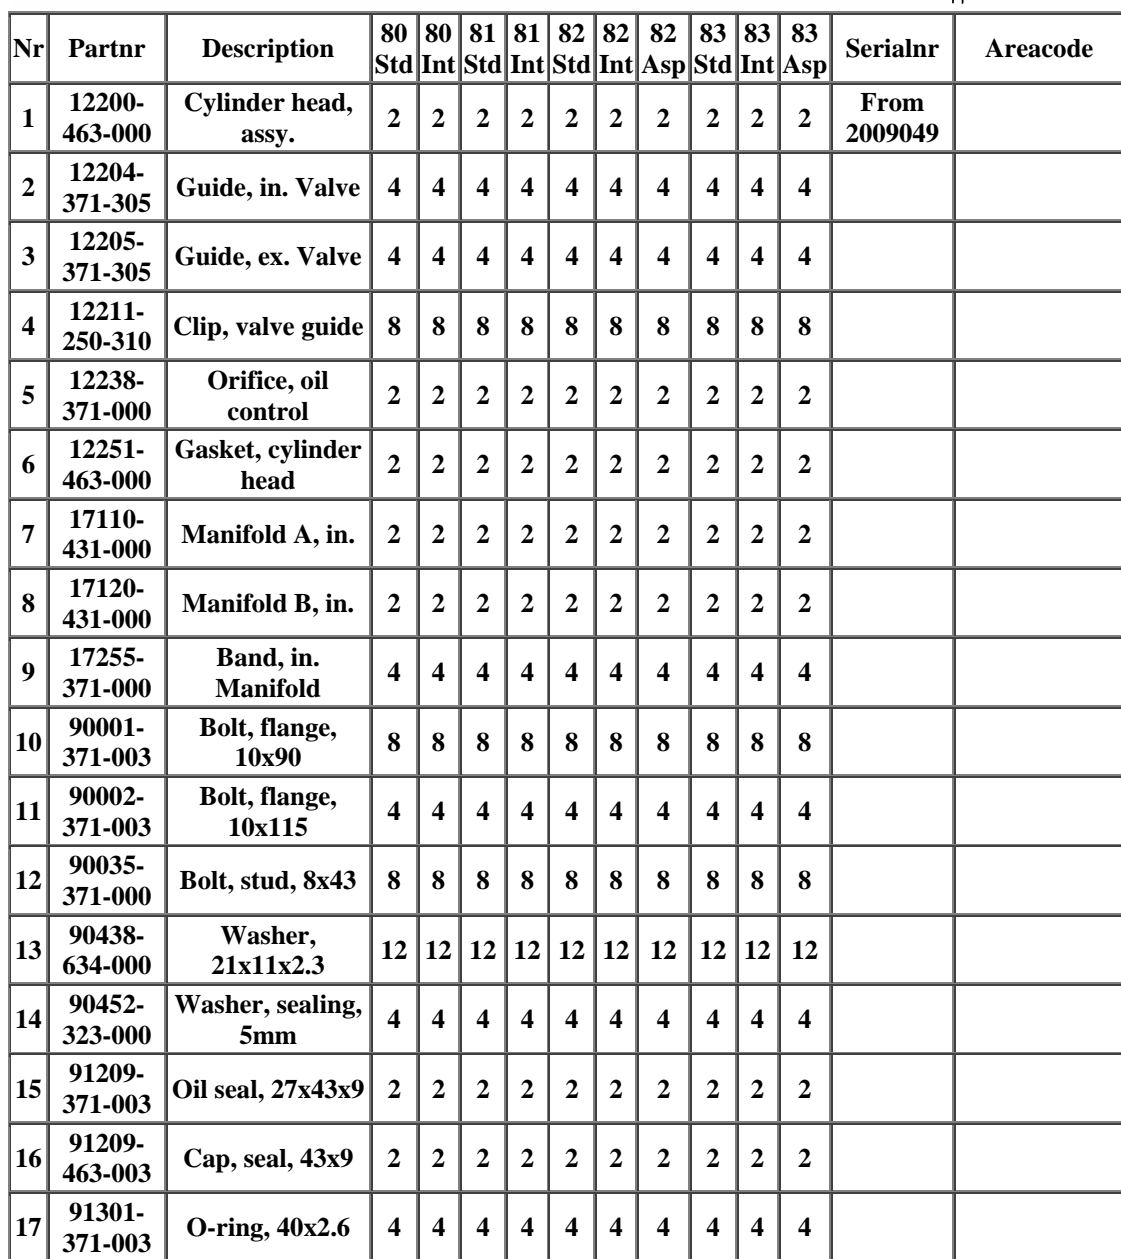 Nr Partnr Description 80 Std 80 Int 81 Std 81 Int 82 Std 82 Int 82 Asp 83 Std 83 Int 83 Asp Serialnr Areacode
1 12200-463-000 Cylinder head, assy. 2 2 2 2 2 2 2 2 2 2 From 2009049
2 12204-371-305 Guide, in. Valve 4 4 4 4 4 4 4 4 4 4
3 12205-371-305 Guide, ex. Valve 4 4 4 4 4 4 4 4 4 4
4 12211-250-310 Clip, valve guide 8 8 8 8 8 8 8 8 8 8
5 12238-371-000 Orifice, oil control 2 2 2 2 2 2 2 2 2 2
6 12251-463-000 Gasket, cylinder head 2 2 2 2 2 2 2 2 2 2
7 17110-431-000 Manifold A, in. 2 2 2 2 2 2 2 2 2 2
8 17120-431-000 Manifold B, in. 2 2 2 2 2 2 2 2 2 2
9 17255-371-000 Band, in. Manifold 4 4 4 4 4 4 4 4 4 4
10 90001-371-003 Bolt, flange, 10x90 8 8 8 8 8 8 8 8 8 8
11 90002-371-003 Bolt, flange, 10x115 4 4 4 4 4 4 4 4 4 4
12 90035-371-000 Bolt, stud, 8x43 8 8 8 8 8 8 8 8 8 8
13 90438-634-000 Washer, 21x11x2.3 12 12 12 12 12 12 12 12 12 12
14 90452-323-000 Washer, sealing, 5mm 4 4 4 4 4 4 4 4 4 4
15 91209-371-003 Oil seal, 27x43x9 2 2 2 2 2 2 2 2 2 2
16 91209-463-003 Cap, seal, 43x9 2 2 2 2 2 2 2 2 2 2
17 91301-371-003 O-ring, 40x2.6 4 4 4 4 4 4 4 4 4 4